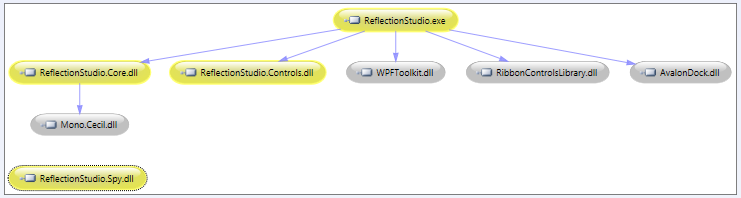 ReflectionStudio.exe
ReflectionStudio.Core.dll
ReflectionStudio.Controls.dll
WPFToolkit.dll
RibbonControlsLibrary.dll
AvalonDock.dll
Mono.Cecil.dll
ReflectionStudio.Spy.dll